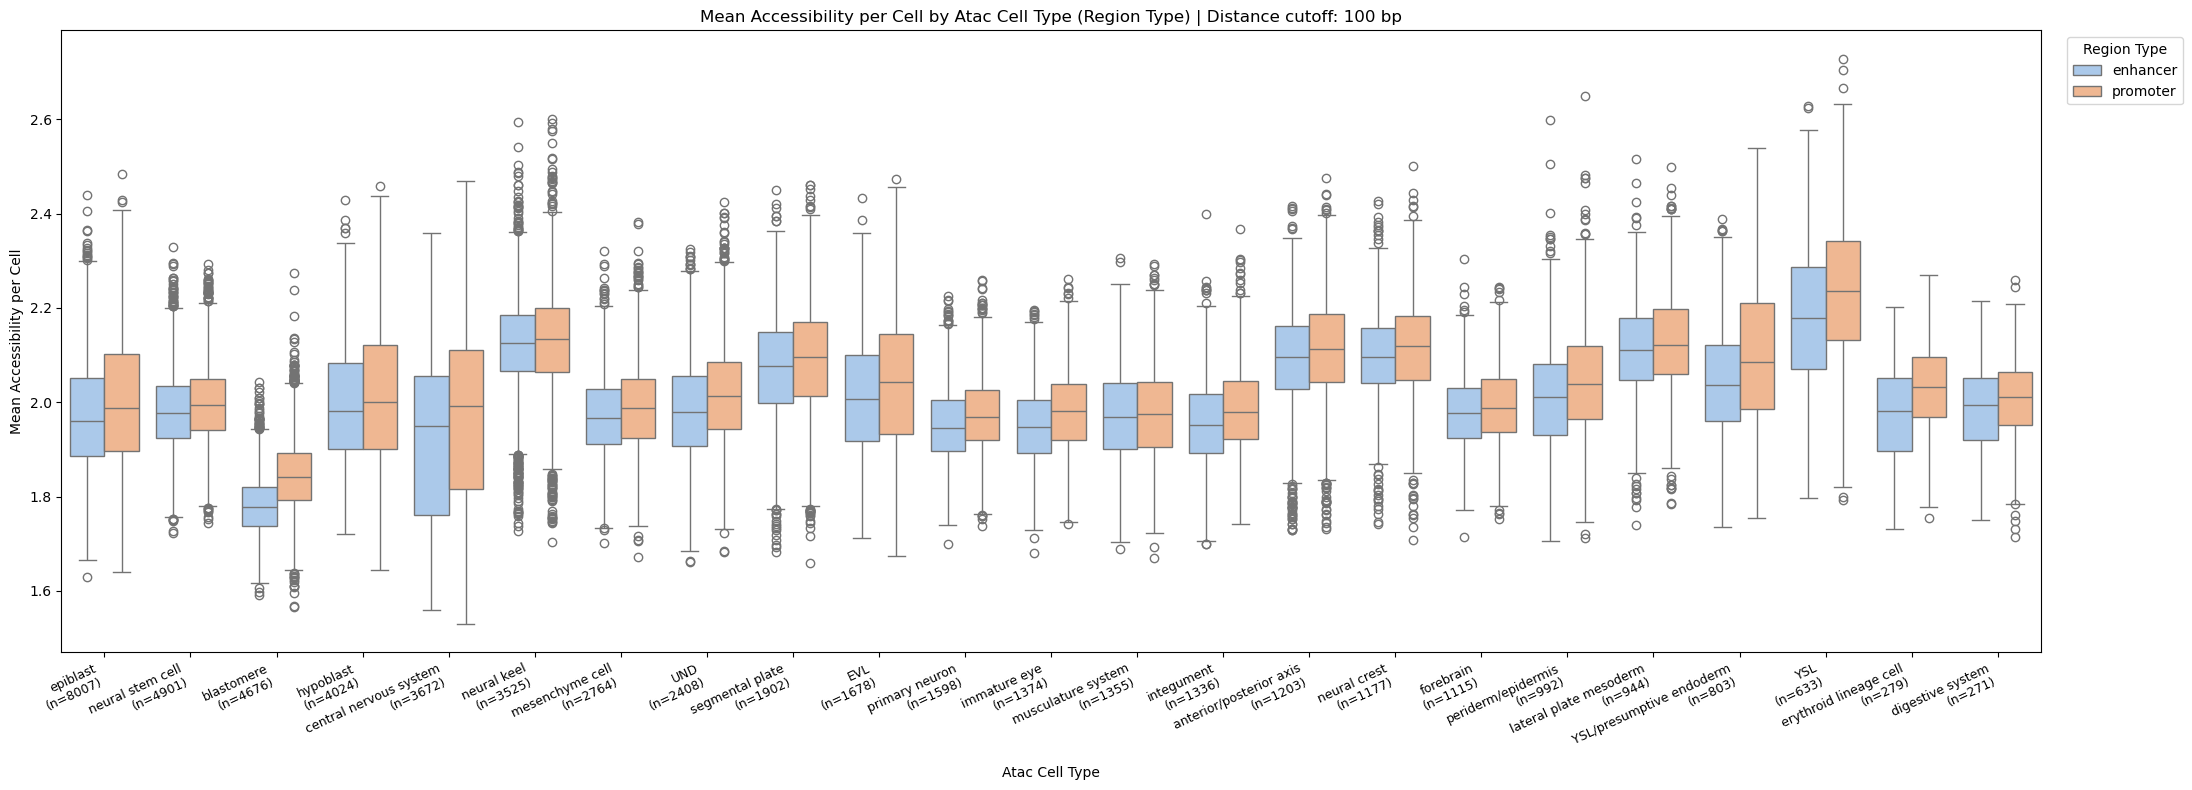 Mean Accessibility per Cell by Atac Cell Type (Region Type) | Distance cutoff: 100 bp
Region Type
enhancer
promoter
Mean Accessibility per Cell
2.6
2.4
2.2
2.0
1.8
1.6
epiblast
(n=8007)
neural stem cell
(n=4901)
blastomere
(n=4676)
hypoblast
(n=4024)
central nervous system
(n=3672)
neural keel
(n=3525)
mesenchyme cell
(n=2764)
UND
(n=2408)
segmental plate
(n=1902)
EVL
(n=1678)
primary neuron
(n=1598)
immature eye
(n=1374)
musculature system
(n=1355)
integument
(n=1336)
anterior/posterior axis
(n=1203)
neural crest
(n=1177)
forebrain
(n=1115)
periderm/epidermis
(n=992)
lateral plate mesoderm
(n=944)
YSL/presumptive endoderm
(n=803)
YSL
(n=633)
erythroid lineage cell
(n=279)
digestive system
(n=271)
Atac Cell Type